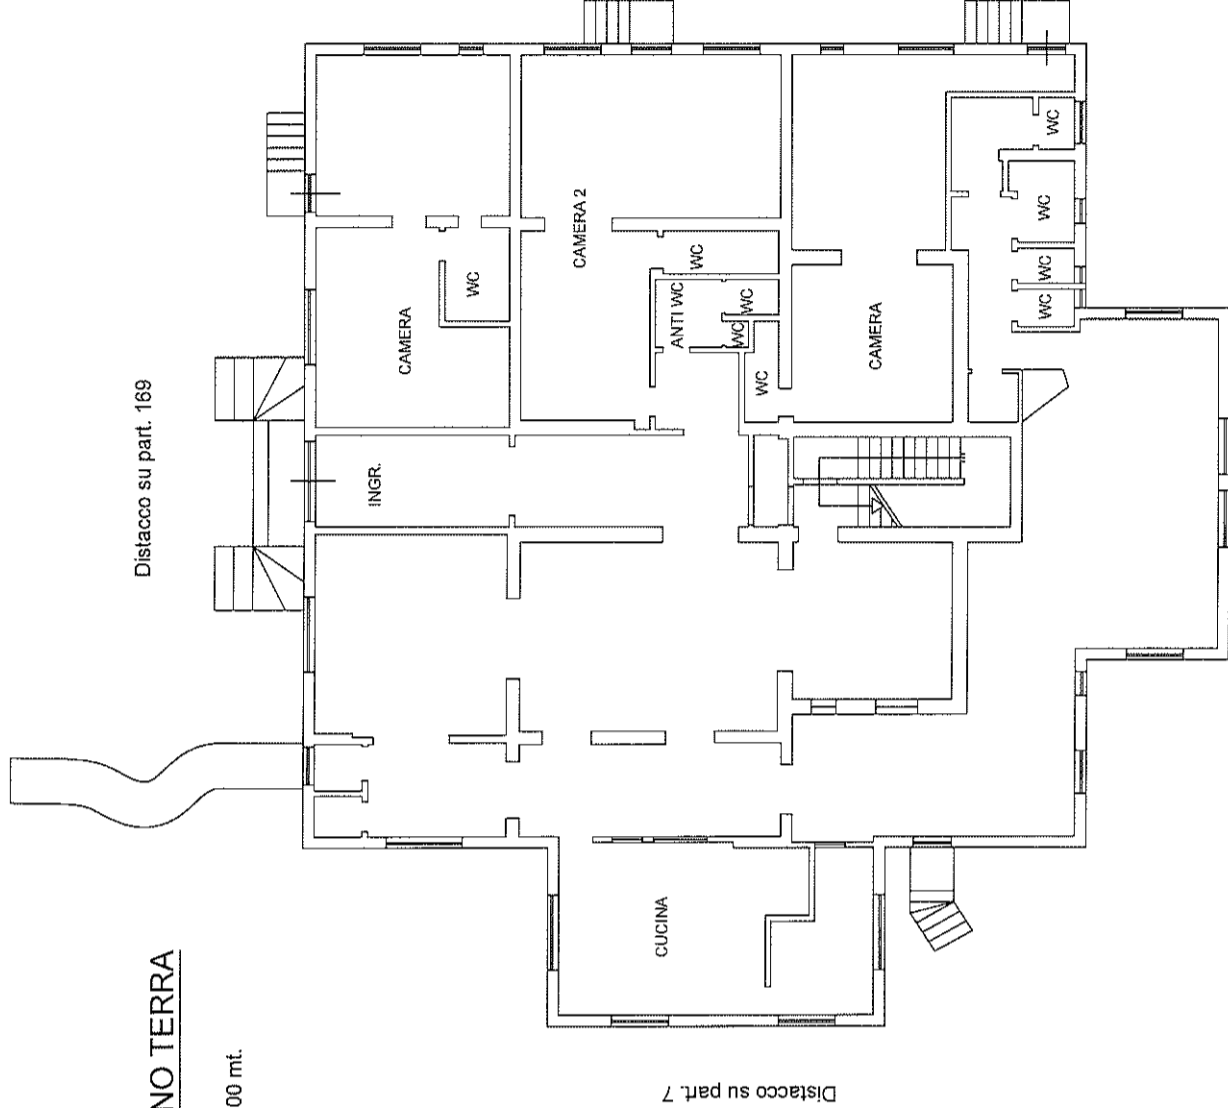 NO TERRA
00 mt.
Distacco su part. 169
Distacco su part. 7
INGR.
CAMERA
WC
CAMERA 2
WC
ANTI WC
WC
WC
WC
CAMERA
WC
WC
WC
WC
CUCINA